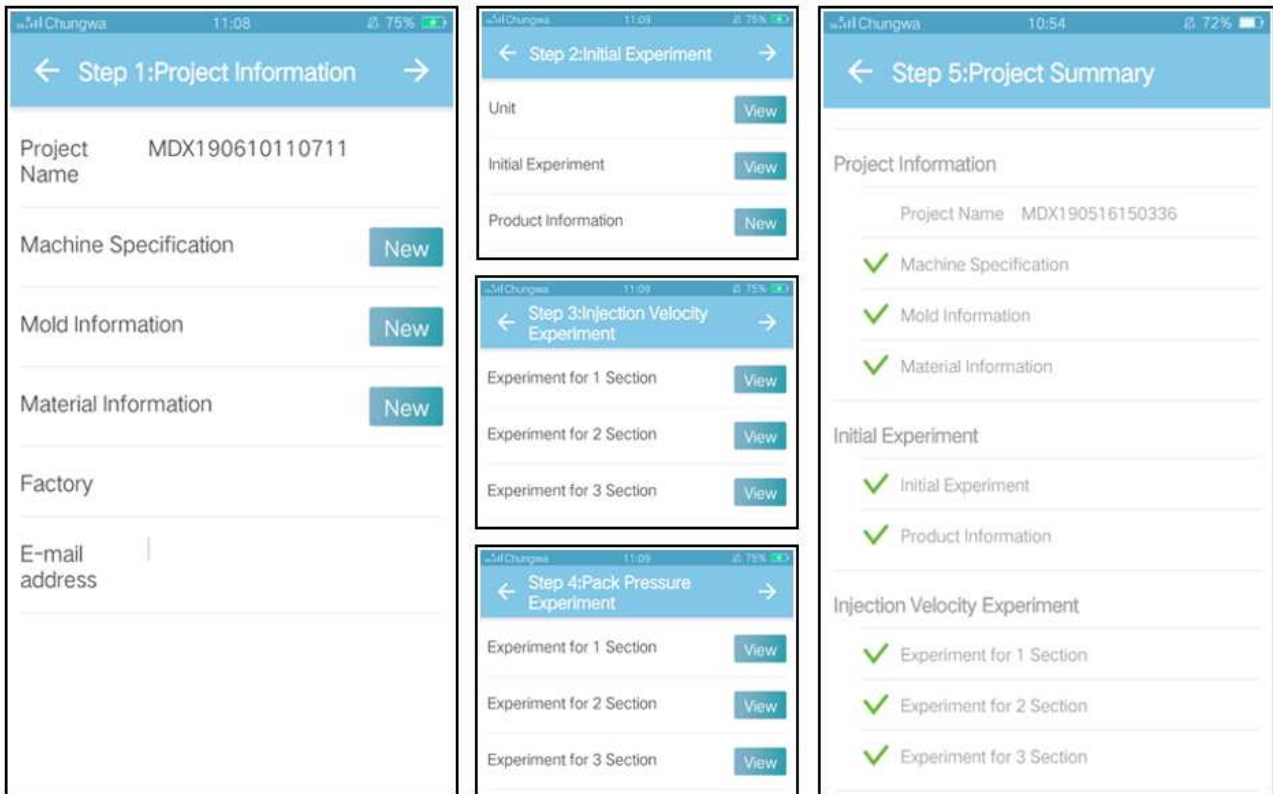 Chungwa 11:08 75%
Step 1:Project Information
Project Name MDX190610110711
Machine Specification New
Mold Information New
Material Information New
Factory
E-mail address
Chungwa 11:09 75%
Step 2:Initial Experiment
Unit View
Initial Experiment View
Product Information New
Chungwa 11:09 75%
Step 3:Injection Velocity
Experiment
Experiment for 1 Section View
Experiment for 2 Section View
Experiment for 3 Section View
Chungwa 11:09 75%
Step 4:Pack Pressure
Experiment
Experiment for 1 Section View
Experiment for 2 Section View
Experiment for 3 Section View
Chungwa 10:54 72%
Step 5:Project Summary
Project Information
Project Name MDX190516150336
Machine Specification
Mold Information
Material Information
Initial Experiment
Initial Experiment
Product Information
Injection Velocity Experiment
Experiment for 1 Section
Experiment for 2 Section
Experiment for 3 Section